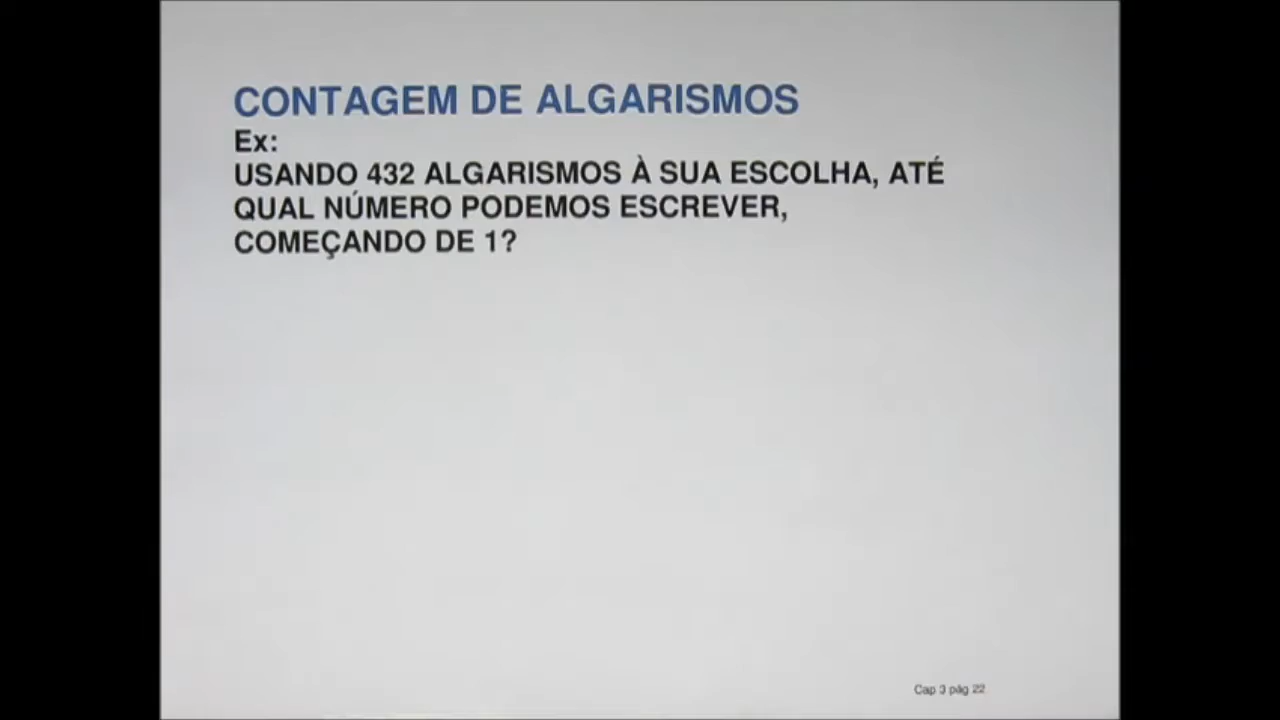 CONTAGEM DE ALGARISMOS
Ex:
USANDO 432 ALGARISMOS À SUA ESCOLHA, ATÉ
QUAL NÚMERO PODEMOS ESCREVER,
COMEÇANDO DE 1?
Cap 3 pág 22